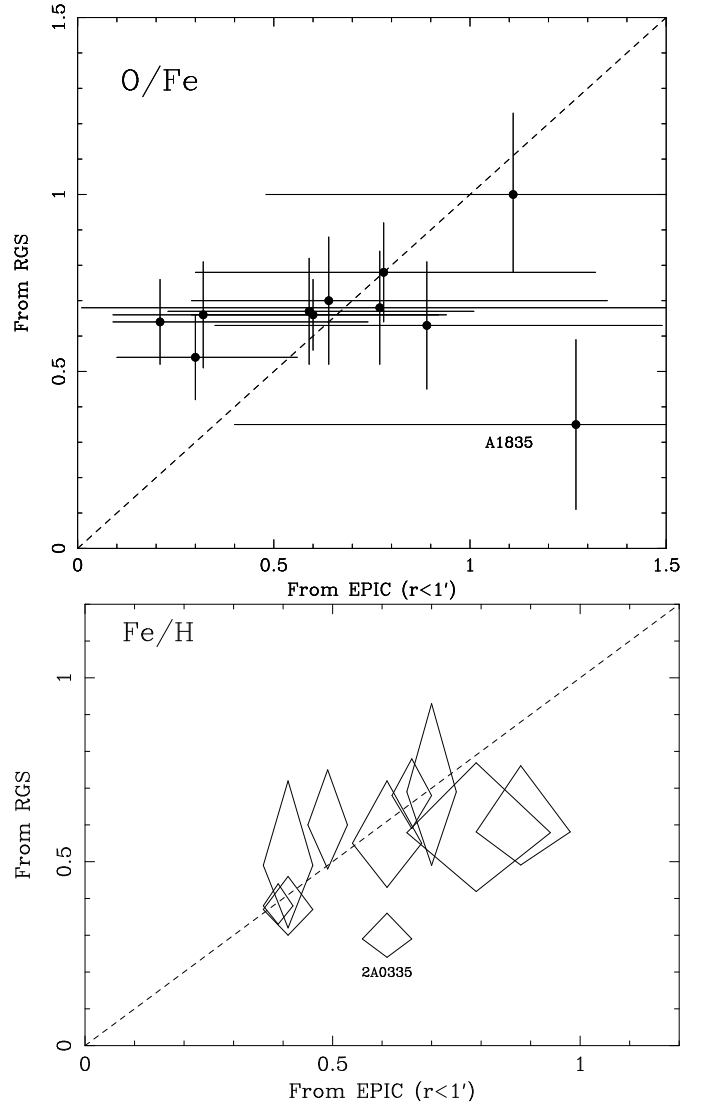 1.5
O/Fe
1
From RGS
0.5
A1835
0
0 0.5 1 1.5
From EPIC (r<1′)
Fe/H
1
From RGS
0.5
2A0335
0
0 0.5 1
From EPIC (r<1′)